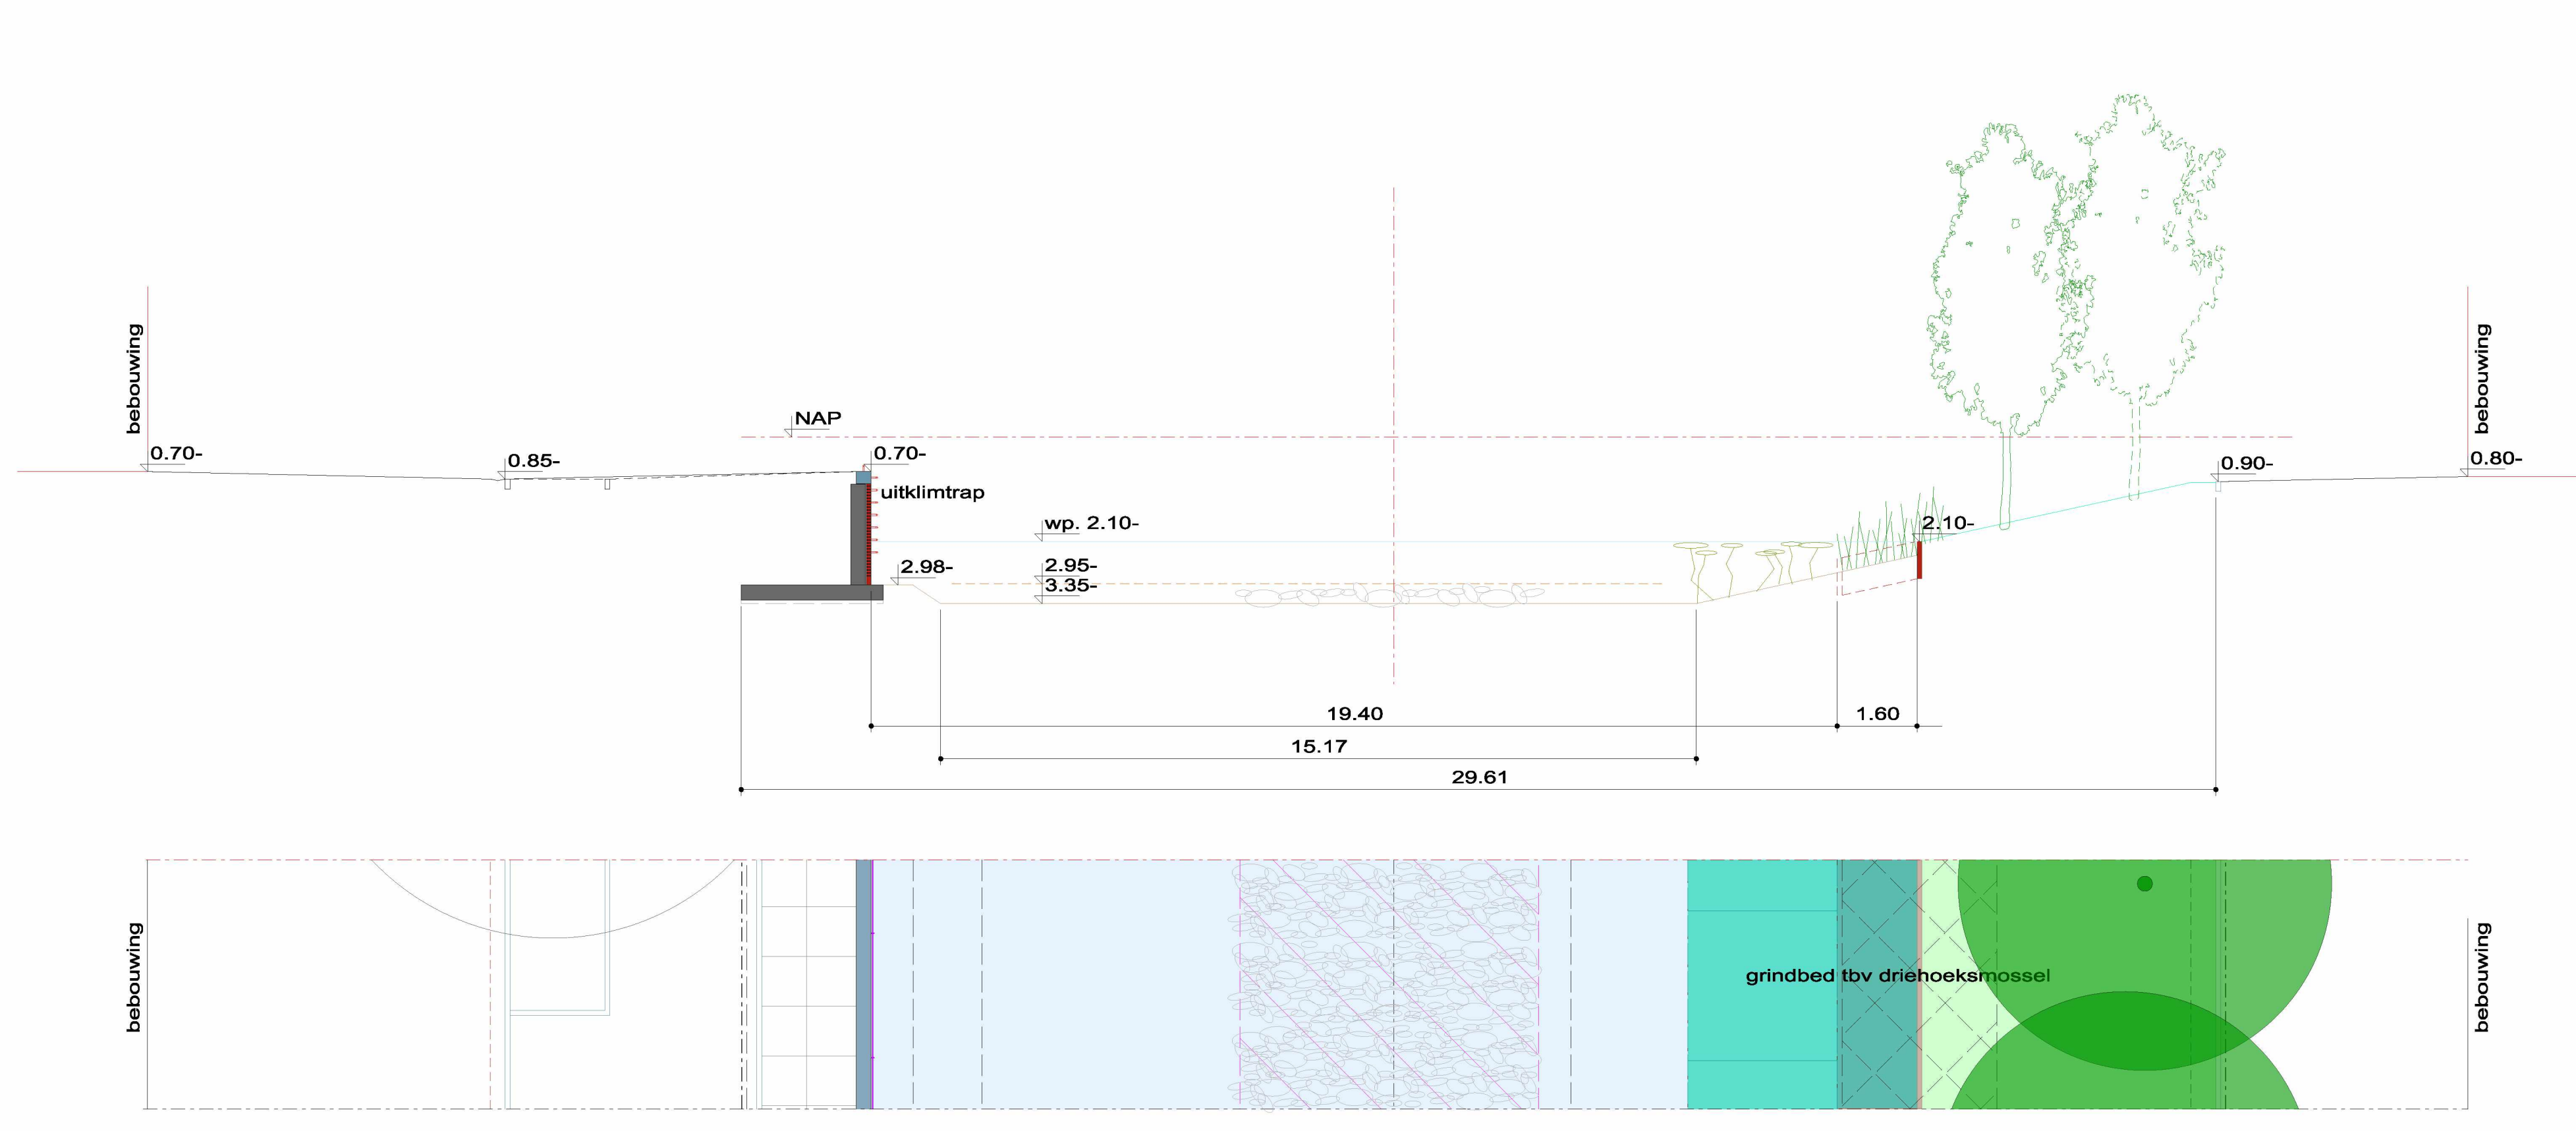 bebouwing
bebouwing
NAP
0.70-
0.85-
0.70-
0.90-
0.80-
uitklimtrap
wp. 2.10-
2.10-
2.98-
2.95-
3.35-
19.40
1.60
15.17
29.61
bebouwing
grindbed tbv driehoeksmossel
bebouwing